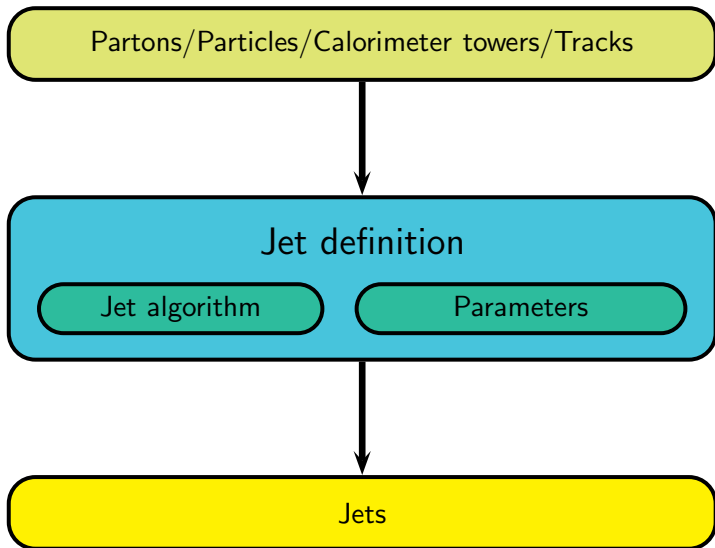 Partons/Particles/Calorimeter towers/Tracks
Jet definition
Jet algorithm
Parameters
Jets